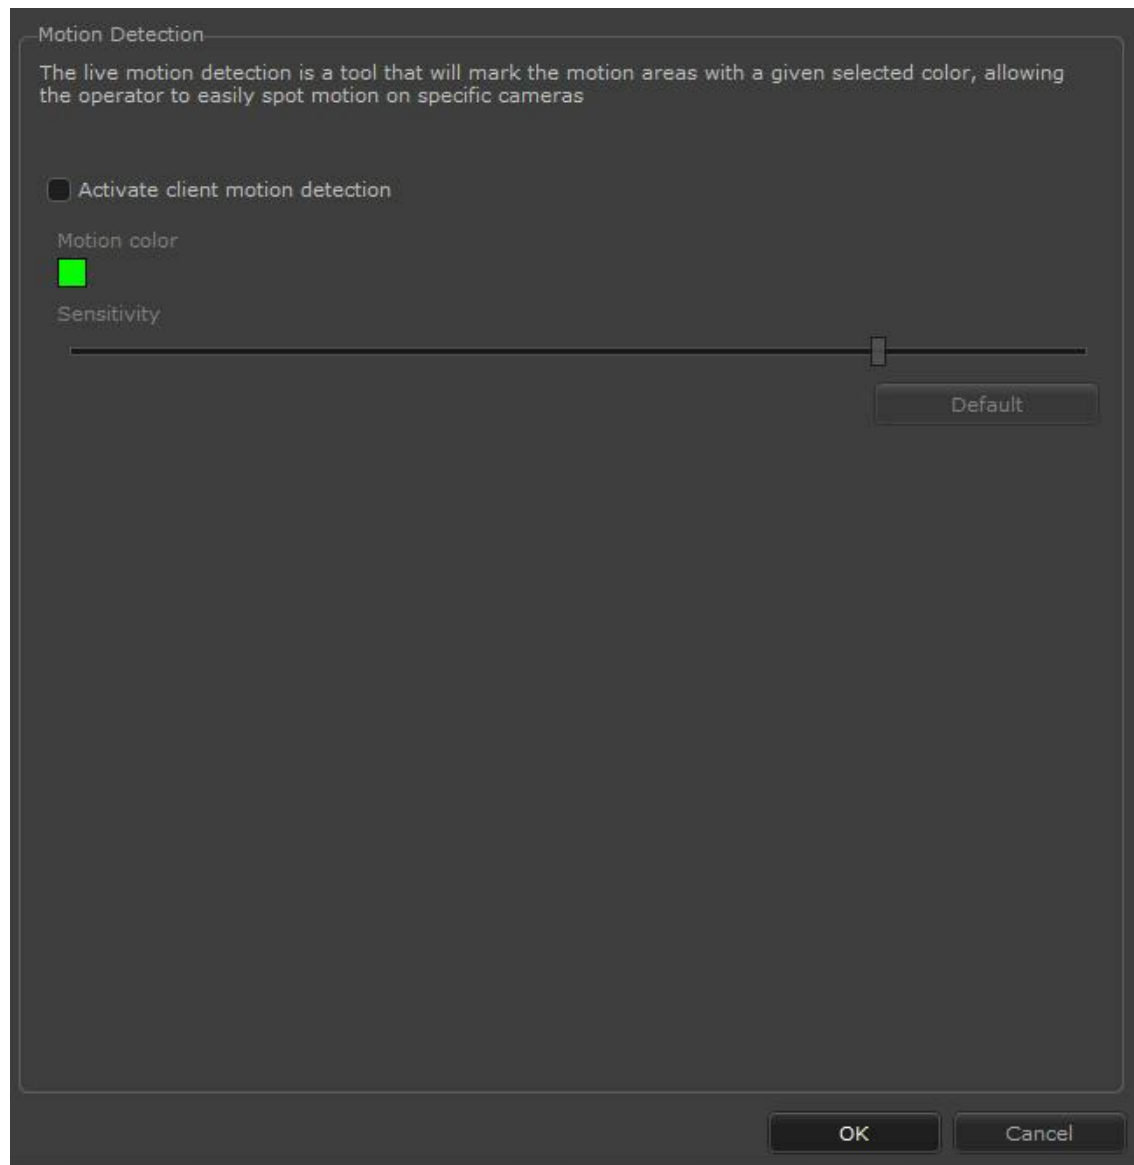 Motion Detection
The live motion detection is a tool that will mark the motion areas with a given selected color, allowing
the operator to easily spot motion on specific cameras
Activate client motion detection
Motion color
Sensitivity
Default
OK
Cancel